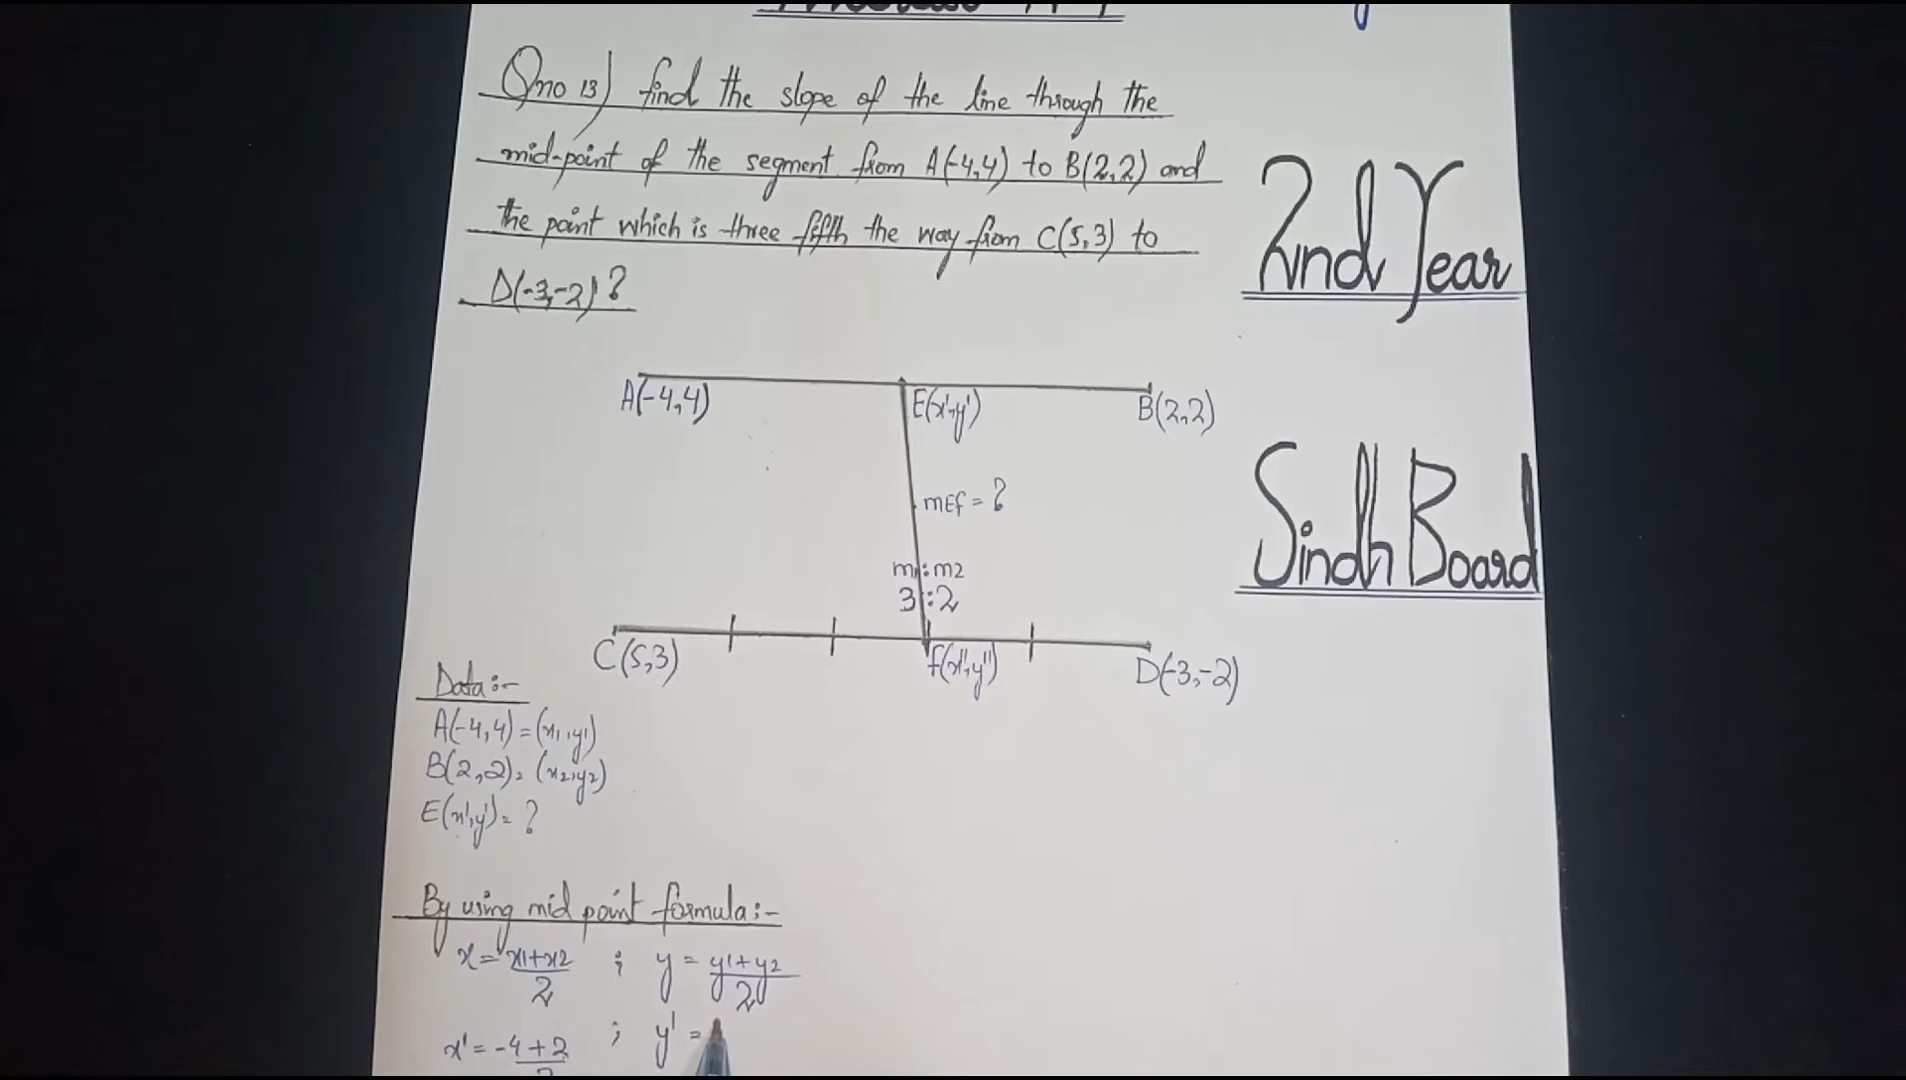 Qno 13) find the slope of the line through the
mid-point of the segment from A(-4,4) to B(2,2) and
the point which is three fifth the way from C(5,3) to
D(-3,-2)?
2nd Year
Sindh Board
A(-4,4)
E(x',y')
B(2,2)
mEf = ?
m1:m2
3:2
C(5,3)
f(x'',y'')
D(-3,-2)
Data:-
A(-4,4) = (x1,y1)
B(2,2) = (x2,y2)
E(x',y') = ?
By using mid point formula:-
x = x1+x2/2 ; y = y1+y2/2
x' = -4+2/2 ; y' =